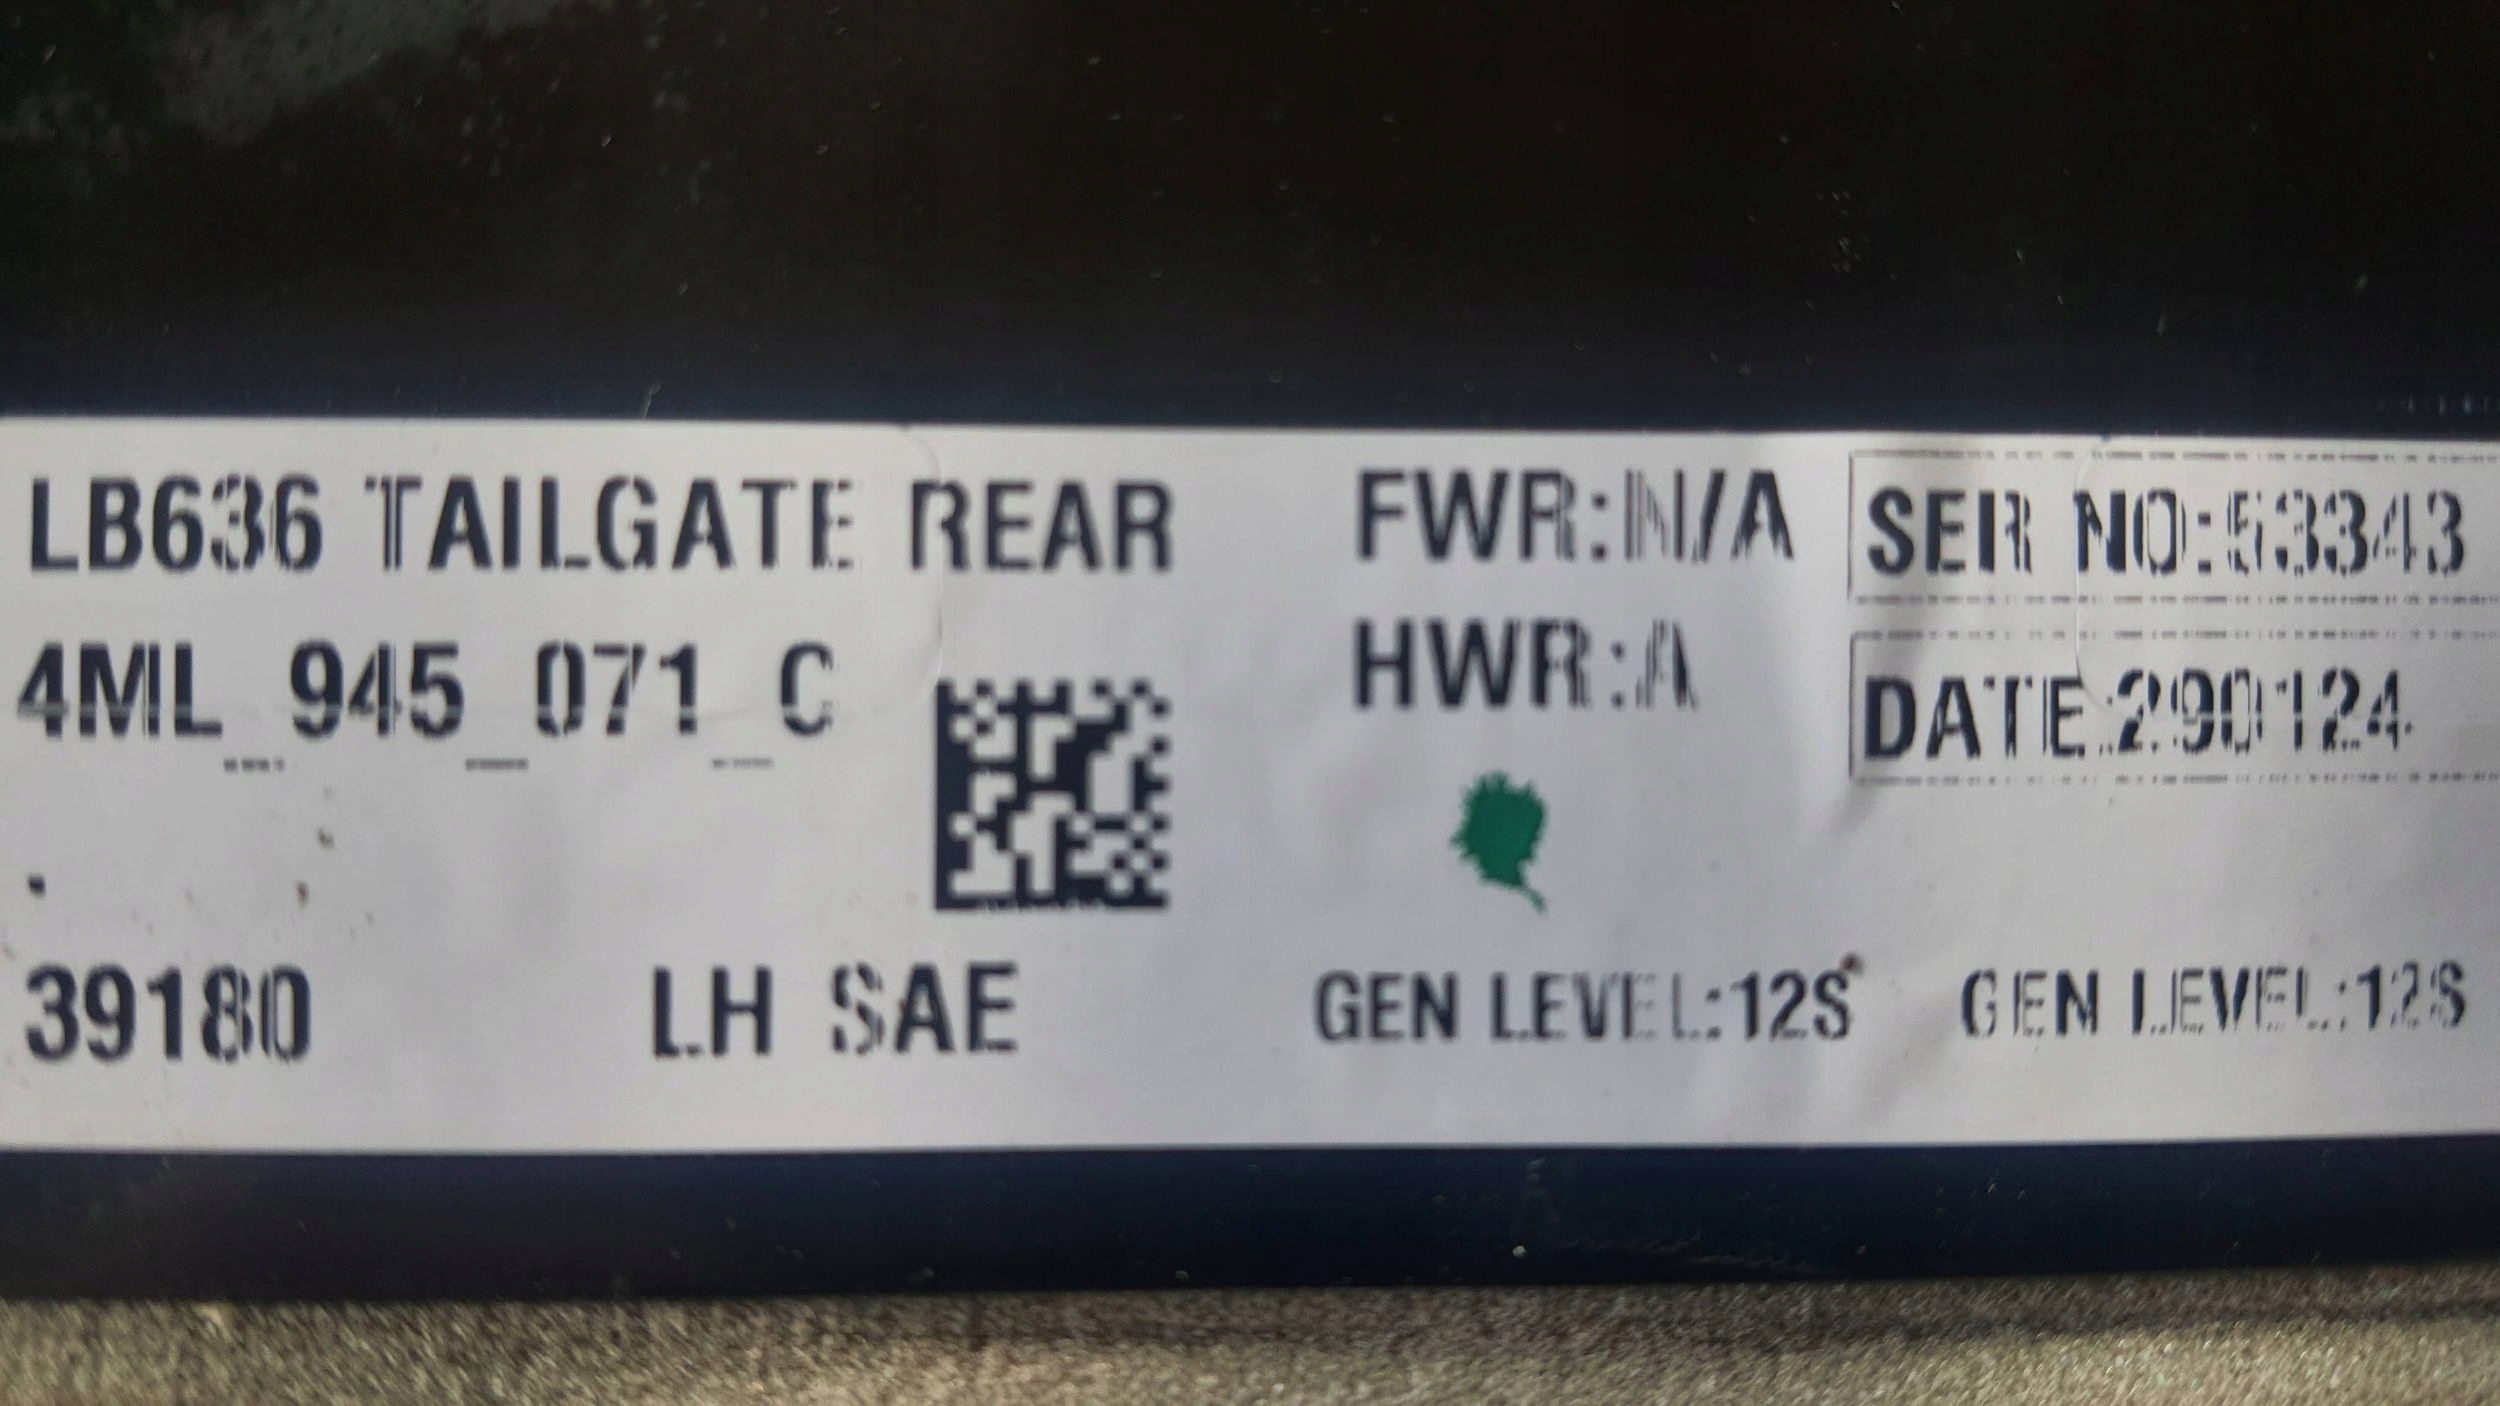 LB636 TAILGATE REAR
4ML_945_071_C
39180
LH SAE
FWR:N/A
HWR:A
SER NO:53343
DATE:290124
GEN LEVEL:12S
GEN LEVEL:12S